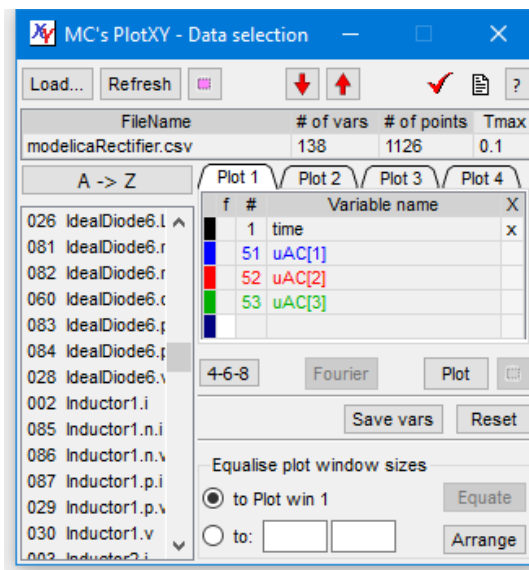 MC's PlotXY - Data selection
Load... Refresh ?
FileName # of vars # of points Tmax
modelicaRectifier.csv 138 1126 0.1
A -> Z
026 IdealDiode6.
081 IdealDiode6.r
082 IdealDiode6.r
060 IdealDiode6.
083 IdealDiode6.p
084 IdealDiode6.p
028 IdealDiode6.v
002 Inductor1.i
085 Inductor1.n.i
086 Inductor1.n.v
087 Inductor1.p.i
029 Inductor1.p.v
030 Inductor1.v
003 Inductor2.i
Plot 1 Plot 2 Plot 3 Plot 4
f # Variable name X
1 time x
51 uAC[1]
52 uAC[2]
53 uAC[3]
4-6-8 Fourier Plot
Save vars Reset
Equalise plot window sizes
to Plot win 1 Equate
to: Arrange